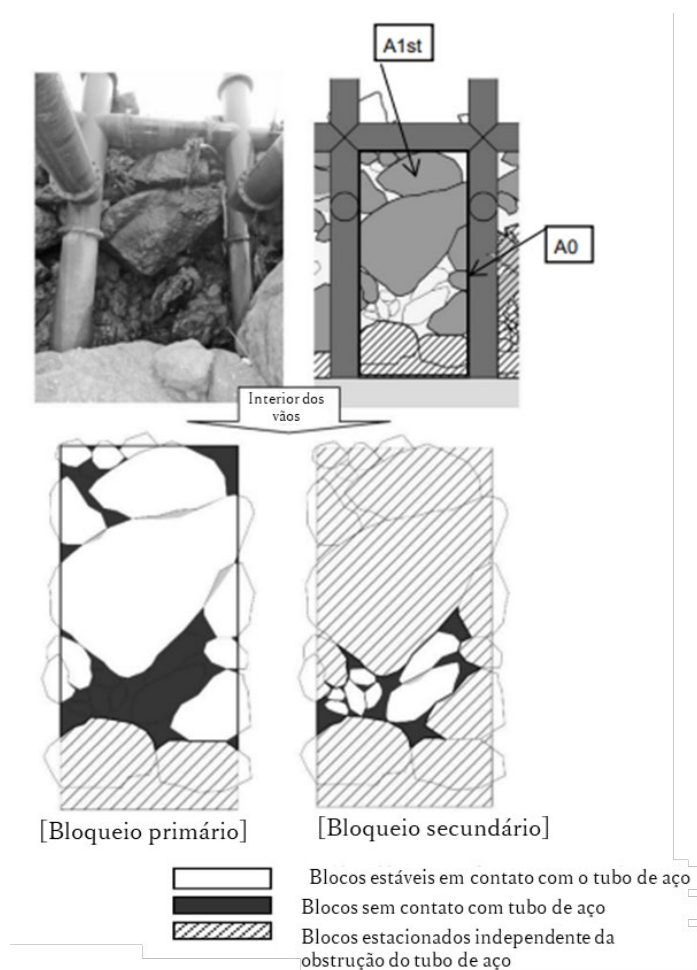 A1st
A0
Interior dos
vãos
[Bloqueio primário]
[Bloqueio secundário]
Blocos estáveis em contato com o tubo de aço
Blocos sem contato com tubo de aço
Blocos estacionados independente da
obstrução do tubo de aço